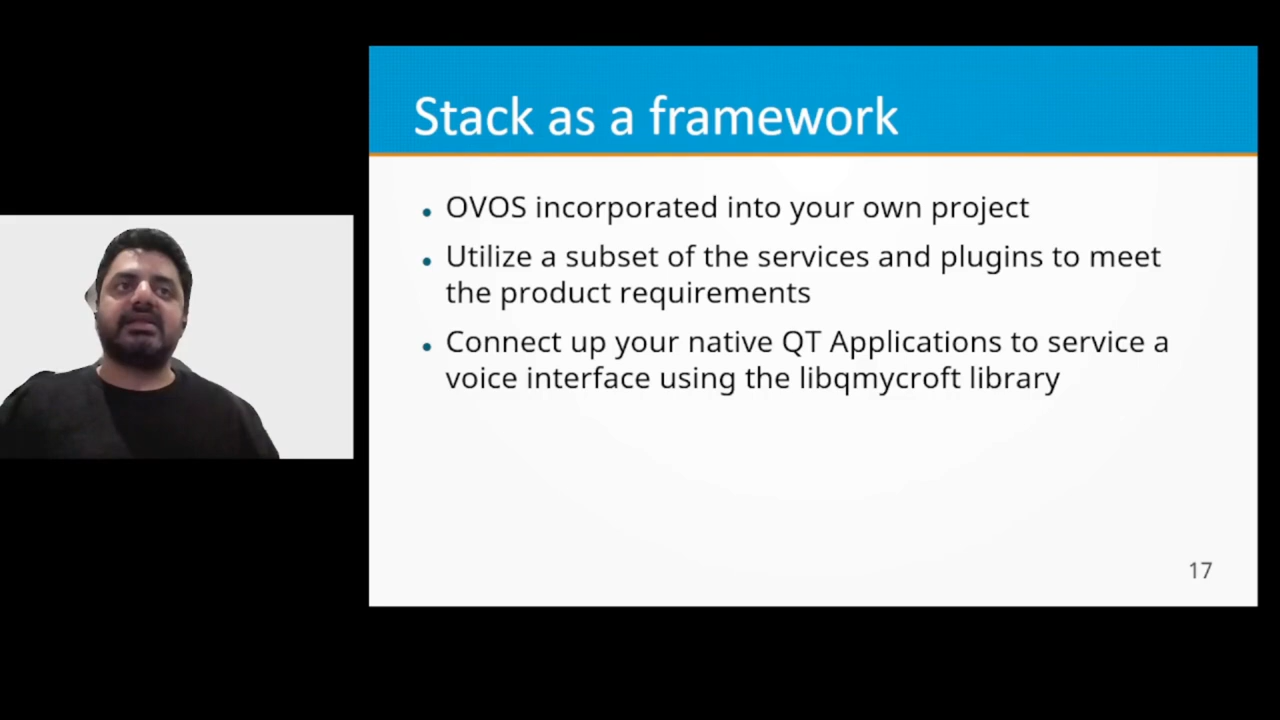 Stack as a framework
OVOS incorporated into your own project
Utilize a subset of the services and plugins to meet
the product requirements
Connect up your native QT Applications to service a
voice interface using the libqmycroft library
17